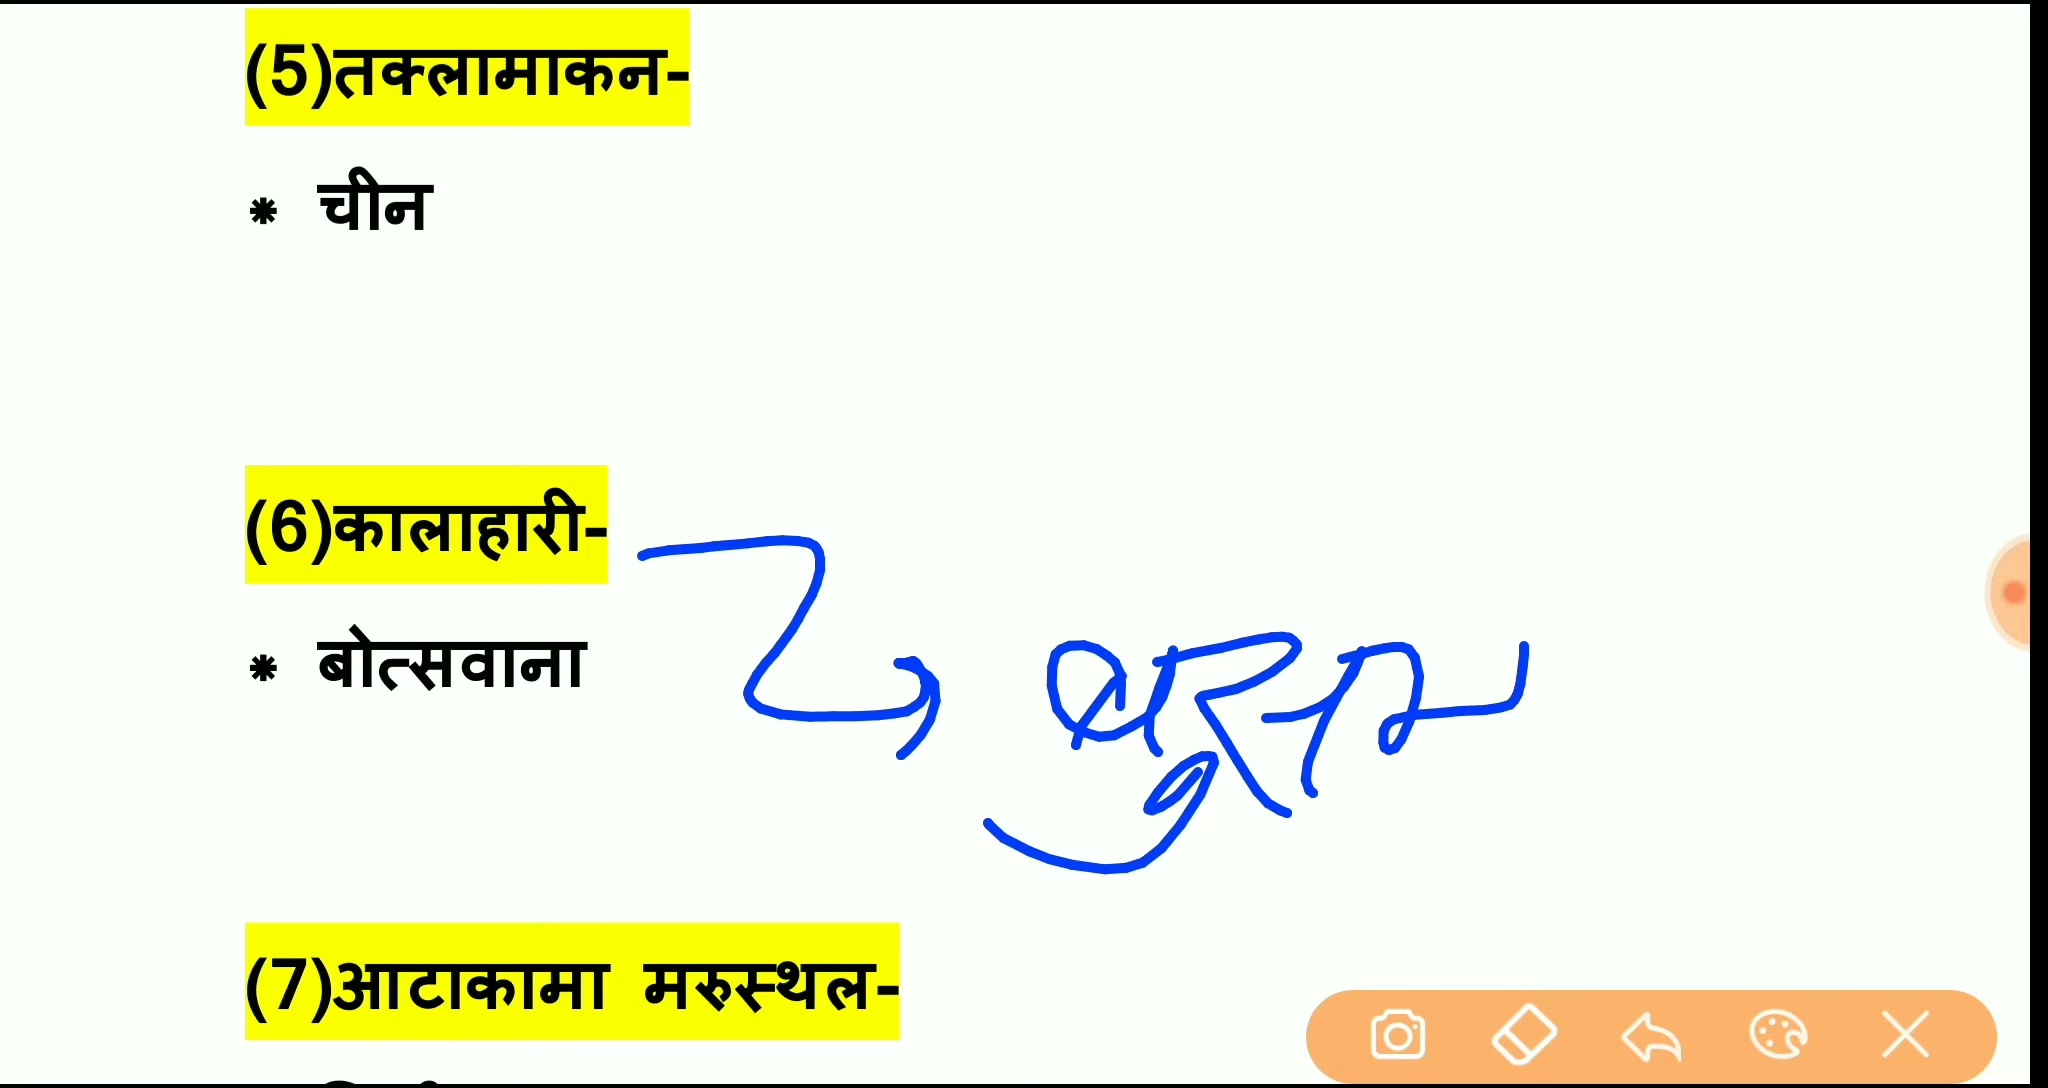 (5)तक्लामाकन-
* चीन
(6)कालाहारी-
* बोत्सवाना
(7)आटाकामा मरुस्थल-